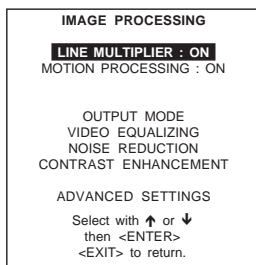 IMAGE PROCESSING
LINE MULTIPLIER : ON
MOTION PROCESSING : ON
OUTPUT MODE
VIDEO EQUALIZING
NOISE REDUCTION
CONTRAST ENHANCEMENT
ADVANCED SETTINGS
Select with ↑ or ↓
then <ENTER>
<EXIT> to return.